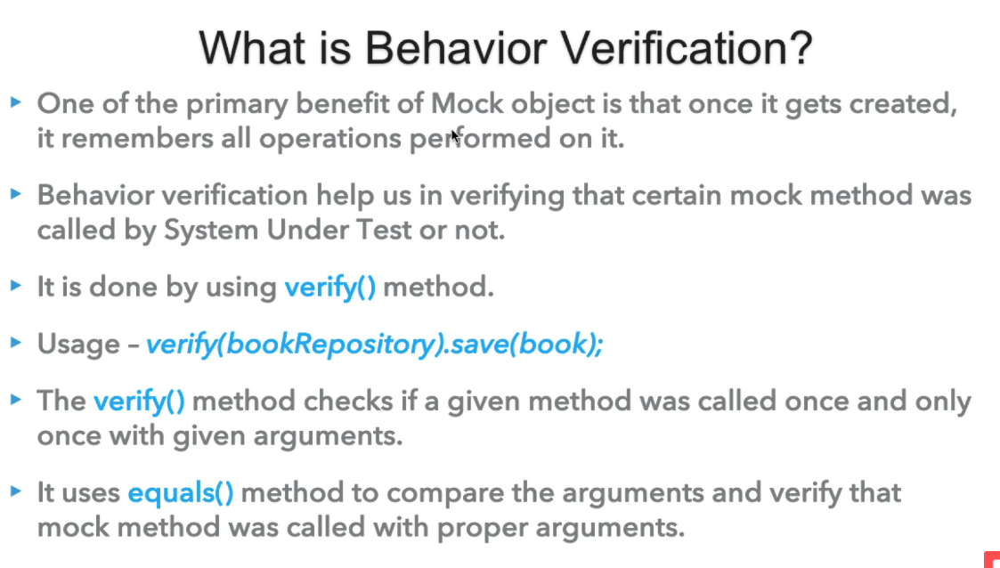 What is Behavior Verification?
One of the primary benefit of Mock object is that once it gets created,
it remembers all operations performed on it.
Behavior verification help us in verifying that certain mock method was
called by System Under Test or not.
It is done by using verify() method.
Usage – verify(bookRepository).save(book);
The verify() method checks if a given method was called once and only
once with given arguments.
It uses equals() method to compare the arguments and verify that
mock method was called with proper arguments.